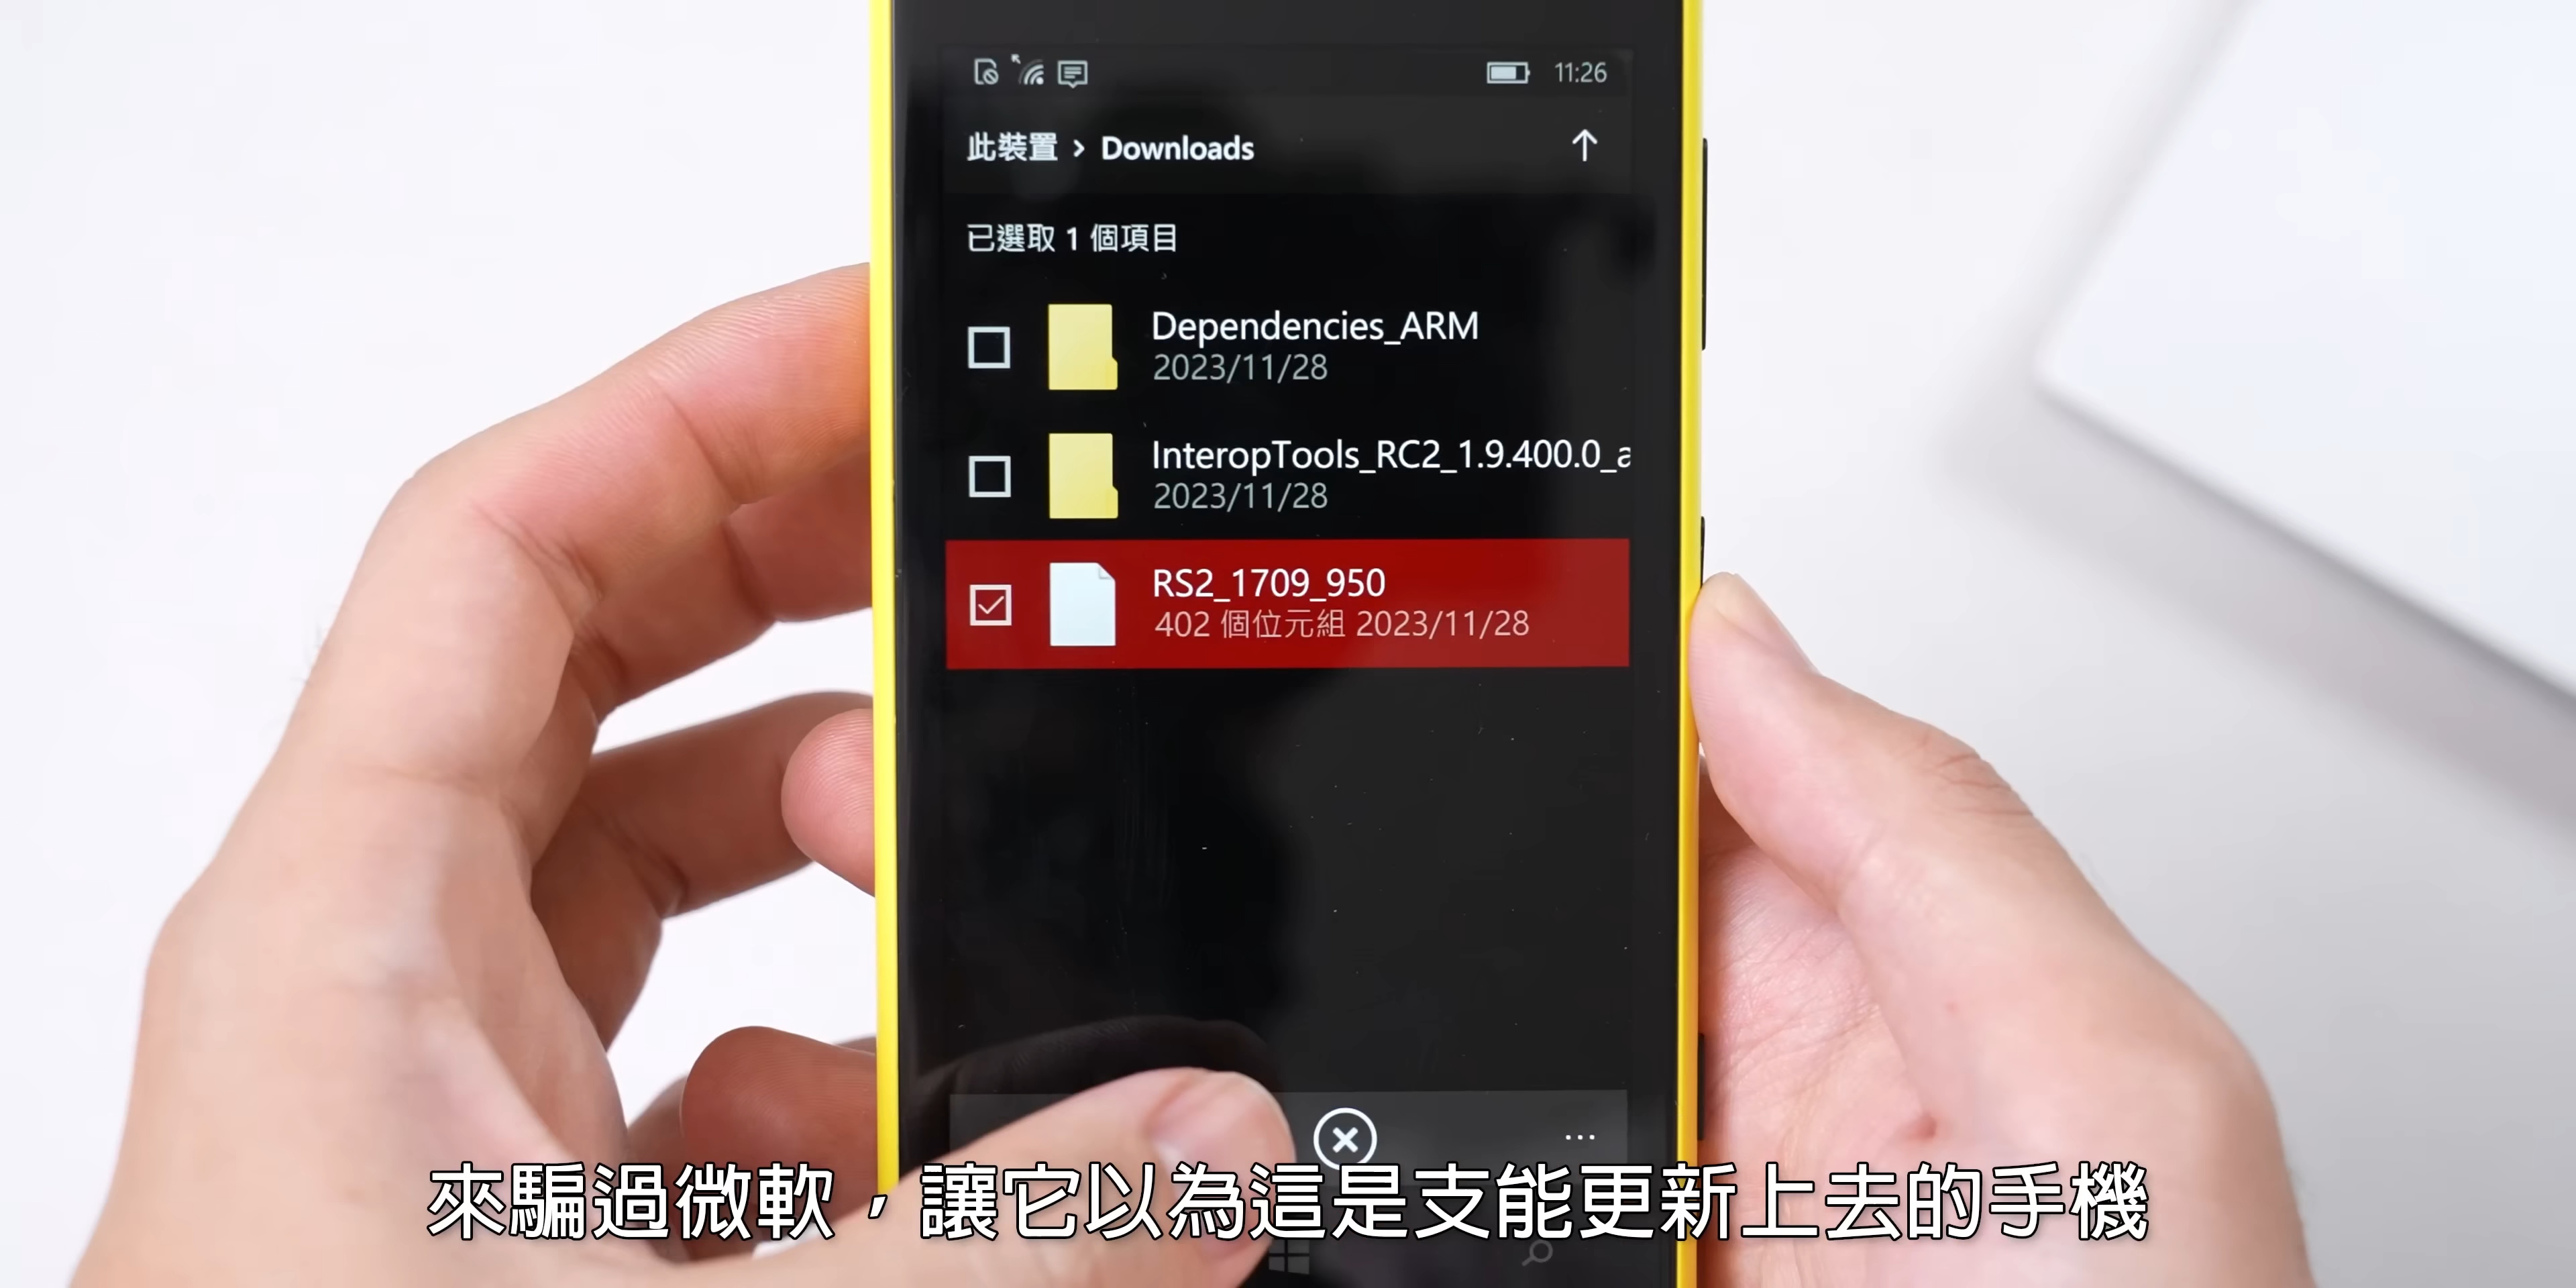 11:26
此裝置 > Downloads
已選取 1 個項目
Dependencies_ARM
2023/11/28
InteropTools_RC2_1.9.400.0_a
2023/11/28
RS2_1709_950
402 個位元組 2023/11/28
來騙過微軟，讓它以為這是支能更新上去的手機